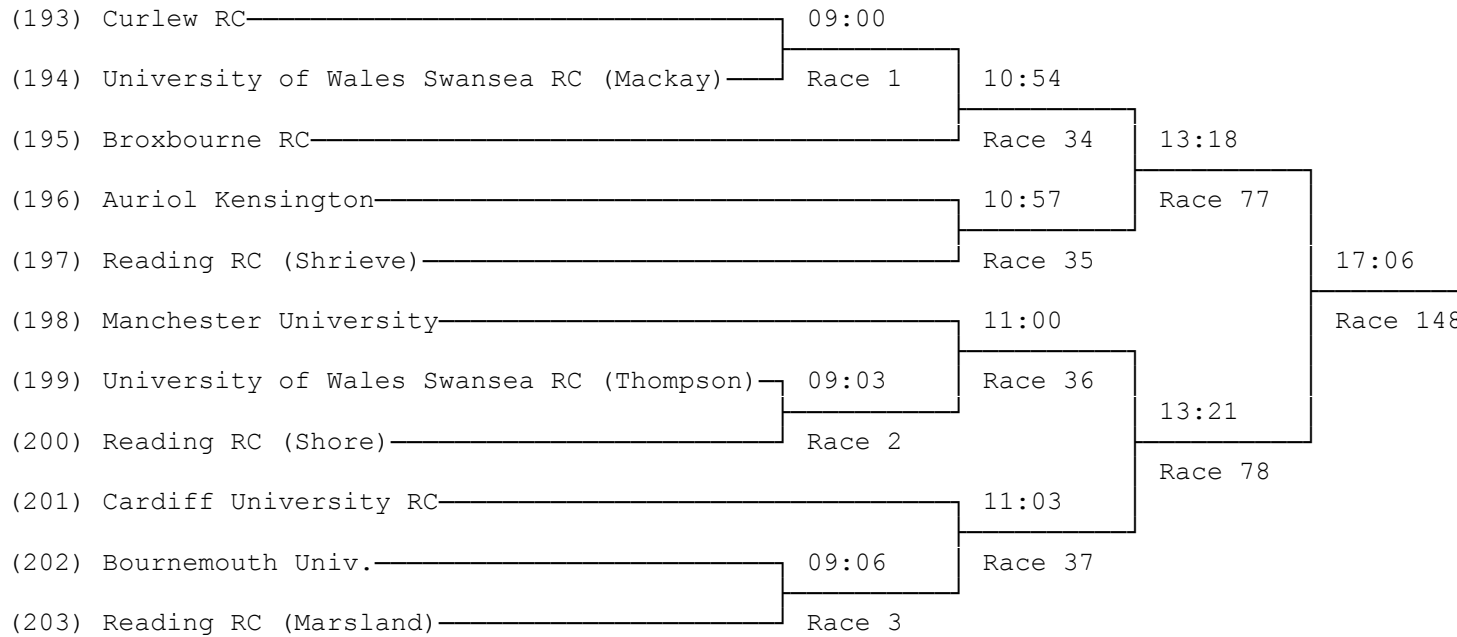 (193) Curlew RC 09:00
(194) University of Wales Swansea RC (Mackay) Race 1 10:54
(195) Broxbourne RC Race 34 13:18
(196) Auriol Kensington 10:57 Race 77
(197) Reading RC (Shrieve) Race 35 17:06
(198) Manchester University 11:00 Race 148
(199) University of Wales Swansea RC (Thompson) 09:03 Race 36
13:21
(200) Reading RC (Shore) Race 2
Race 78
(201) Cardiff University RC 11:03
(202) Bournemouth Univ. 09:06 Race 37
(203) Reading RC (Marsland) Race 3